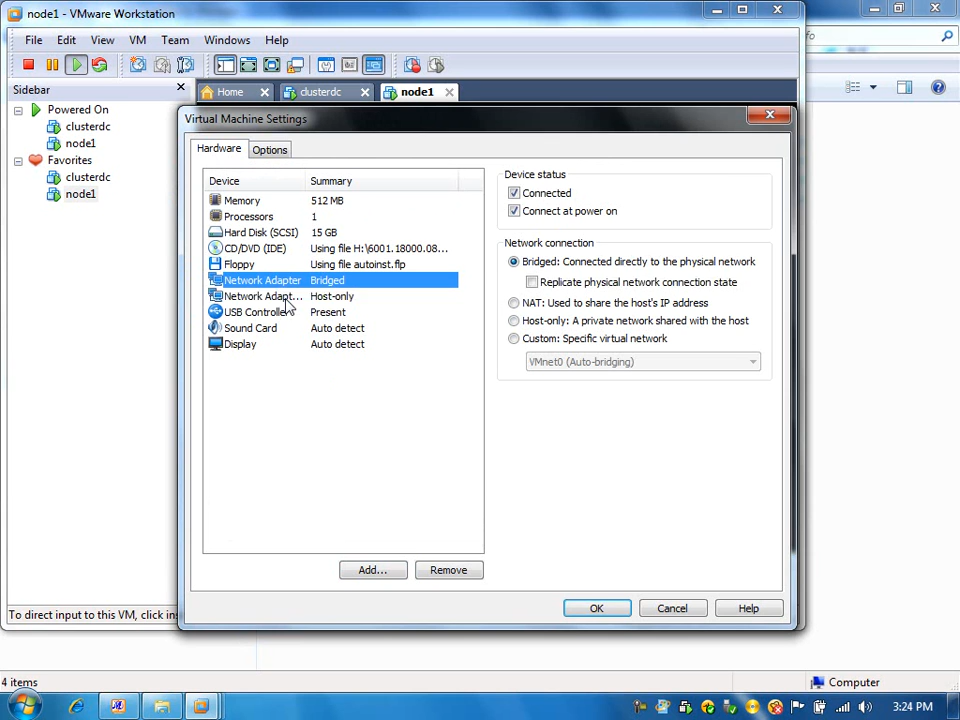 node1 - VMware Workstation
File Edit View VM Team Windows Help
fo
Sidebar
Home clusterdc node1
Powered On
clusterdc
node1
Favorites
clusterdc
node1
To direct input to this VM, click ins
Virtual Machine Settings
Hardware Options
Device Summary
Memory 512 MB
Processors 1
Hard Disk (SCSI) 15 GB
CD/DVD (IDE) Using file H:\6001.18000.08...
Floppy Using file autoinst.flp
Network Adapter Bridged
Network Adapt... Host-only
USB Controller Present
Sound Card Auto detect
Display Auto detect
Add... Remove
Device status
Connected
Connect at power on
Network connection
Bridged: Connected directly to the physical network
Replicate physical network connection state
NAT: Used to share the host's IP address
Host-only: A private network shared with the host
Custom: Specific virtual network
VMnet0 (Auto-bridging)
OK Cancel Help
4 items
Computer
3:24 PM